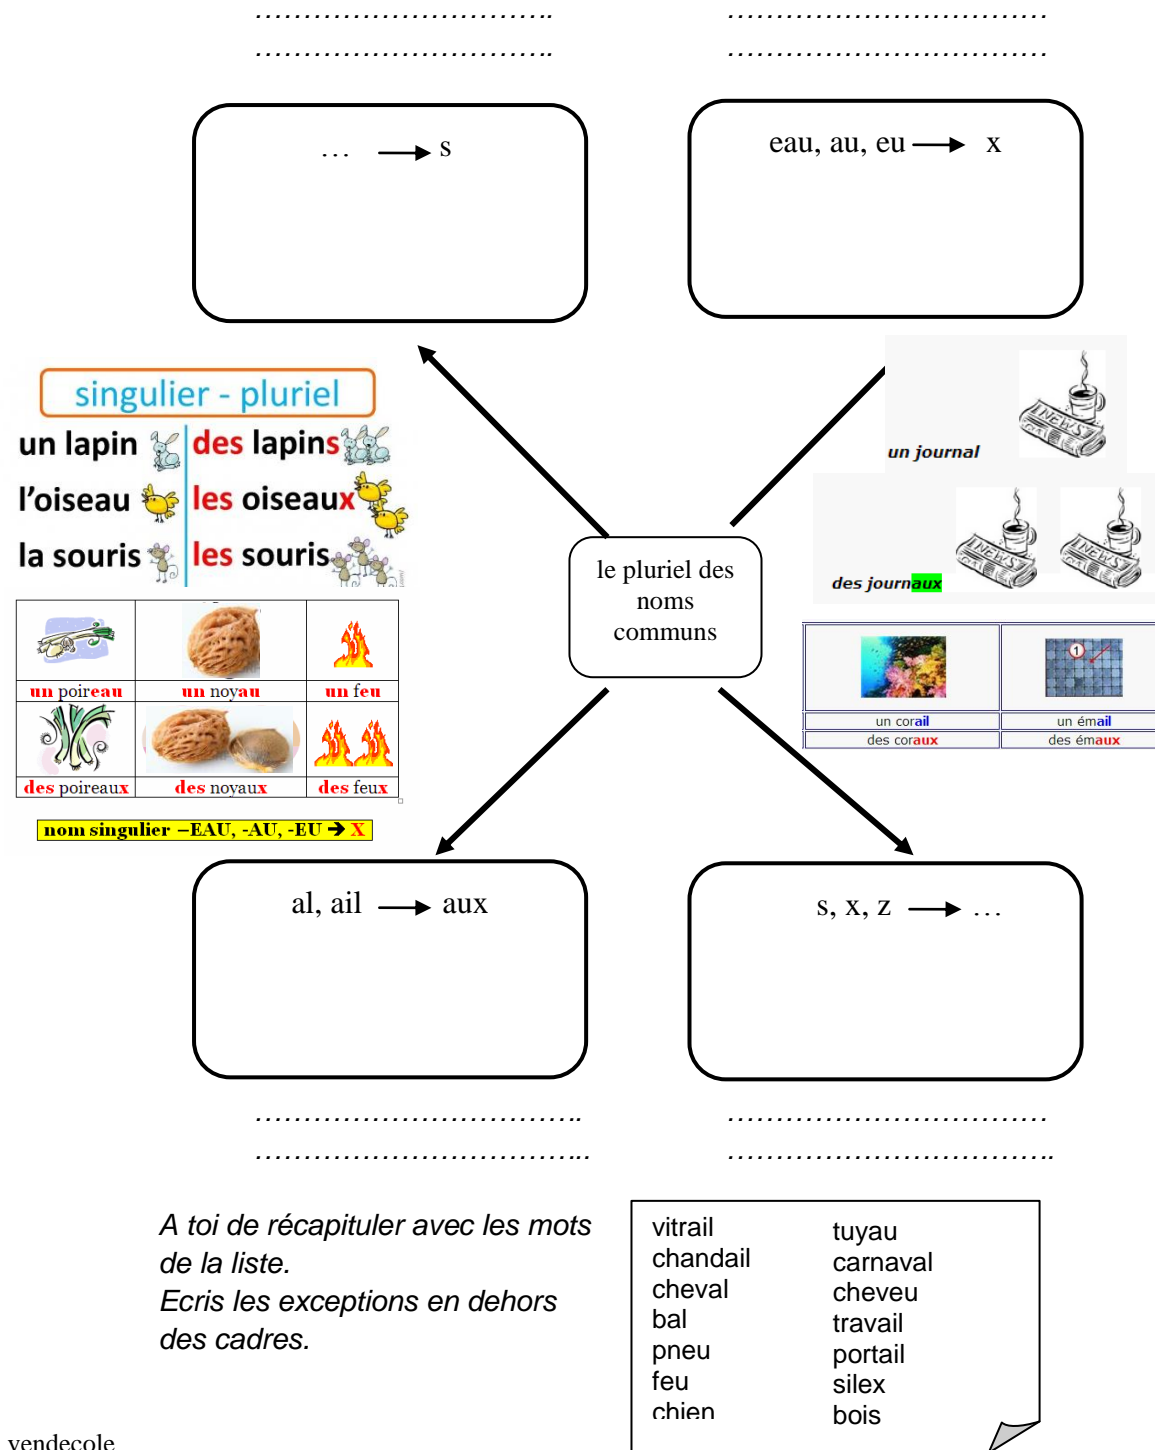 ………………………….
……………………………
………………………….
……………………………
… → s
eau, au, eu → x
singulier - pluriel
un lapin
des lapins
l'oiseau
les oiseaux
la souris
les souris
un journal
des journaux
le pluriel des
noms
communs
un poireau
un noyau
un feu
des poireaux
des noyaux
des feux
nom singulier –EAU, -AU, -EU ➔ X
1
un corail
un émail
des coraux
des émaux
al, ail → aux
s, x, z → …
…………………………….
……………………………
……………………………..
…………………………….
A toi de récapituler avec les mots
de la liste.
Ecris les exceptions en dehors
des cadres.
vitrail
chandail
cheval
bal
pneu
feu
chien
tuyau
carnaval
cheveu
travail
portail
silex
bois
vendecole